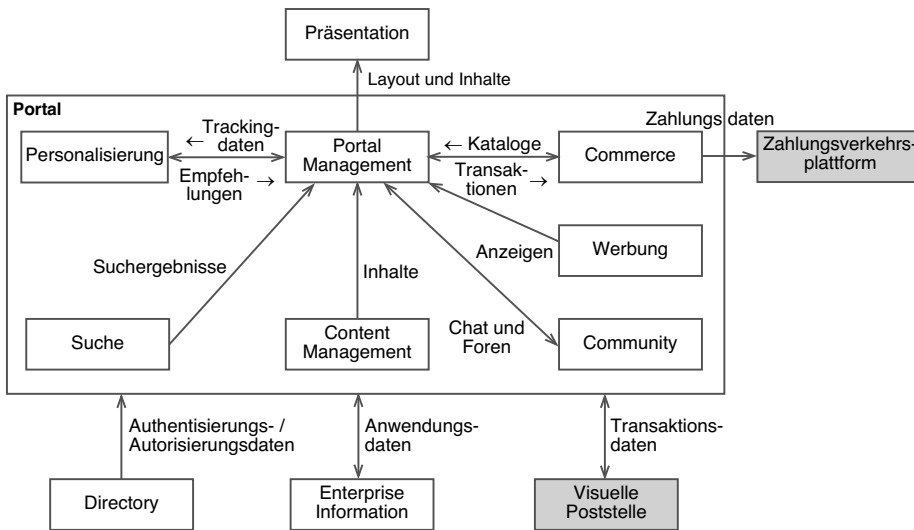 Präsentation
Layout und Inhalte
Portal
Zahlungs daten
Personalisierung
← Tracking-
daten
Empfeh- →
lungen
Portal
Management
← Kataloge
Transak-
tionen →
Commerce
Zahlungsverkehrs-
plattform
Anzeigen
Werbung
Suchergebnisse
Inhalte
Chat und
Foren
Suche
Content
Management
Community
Authentisierungs- /
Autorisierungsdaten
Anwendungs-
daten
Transaktions-
daten
Directory
Enterprise
Information
Visuelle
Poststelle